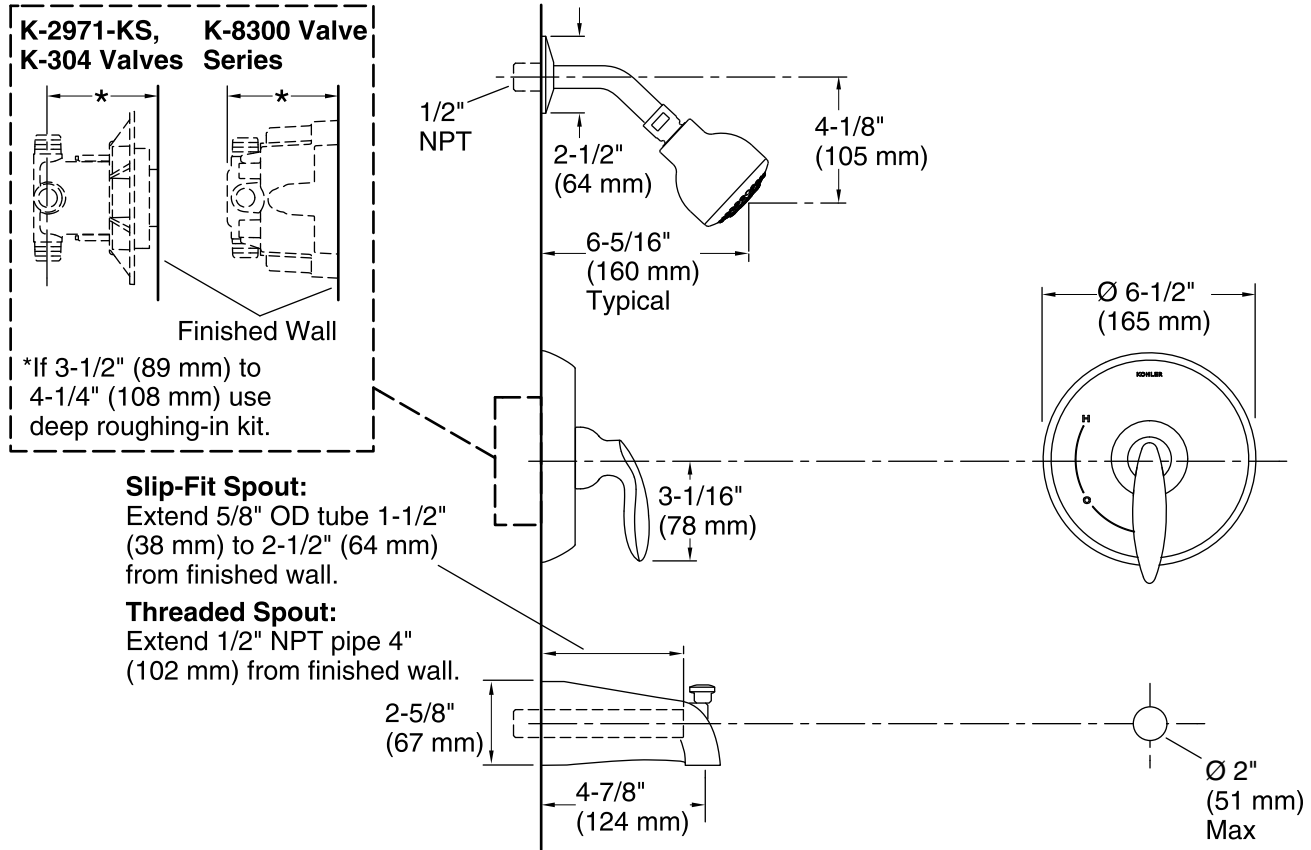 K-2971-KS,
K-304 Valves
K-8300 Valve
Series
*
*
Finished Wall
*If 3-1/2" (89 mm) to
4-1/4" (108 mm) use
deep roughing-in kit.
1/2"
NPT
2-1/2"
(64 mm)
4-1/8"
(105 mm)
6-5/16"
(160 mm)
Typical
Ø 6-1/2"
(165 mm)
KOHLER
H
C
3-1/16"
(78 mm)
Slip-Fit Spout:
Extend 5/8" OD tube 1-1/2"
(38 mm) to 2-1/2" (64 mm)
from finished wall.
Threaded Spout:
Extend 1/2" NPT pipe 4"
(102 mm) from finished wall.
2-5/8"
(67 mm)
4-7/8"
(124 mm)
Ø 2"
(51 mm)
Max